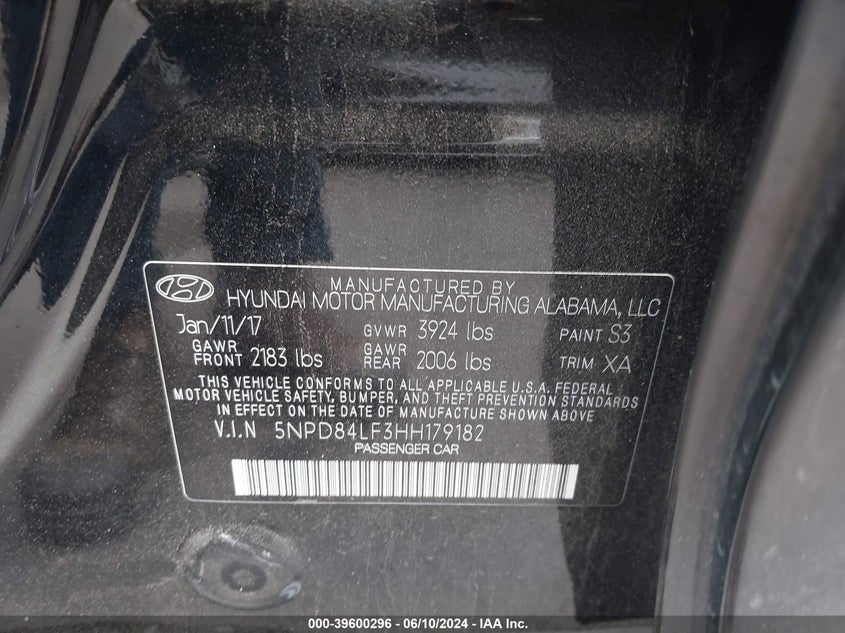 MANUFACTURED BY
HYUNDAI MOTOR MANUFACTURING ALABAMA, LLC
Jan/11/17 GVWR 3924 lbs PAINT S3
GAWR FRONT 2183 lbs GAWR REAR 2006 lbs TRIM XA
THIS VEHICLE CONFORMS TO ALL APPLICABLE U.S.A. FEDERAL
MOTOR VEHICLE SAFETY, BUMPER, AND THEFT PREVENTION STANDARDS
IN EFFECT ON THE DATE OF MANUFACTURE SHOWN ABOVE
V.I.N 5NPD84LF3HH179182
PASSENGER CAR
000-39600296 - 06/10/2024 - IAA Inc.